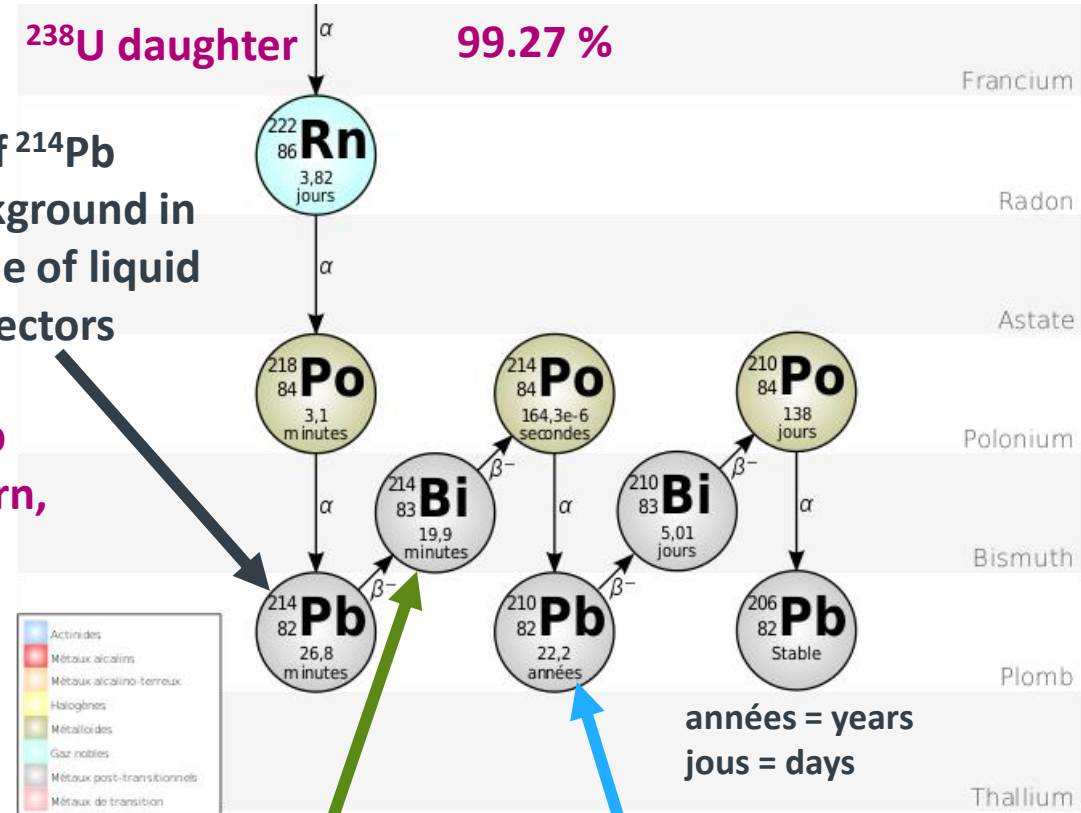 ²³⁸U daughter
99.27 %
α
Francium
²²²₈₆Rn
3,82
jours
f ²¹⁴Pb
kground in
e of liquid
ectors
Radon
α
Astate
²¹⁸₈₄Po
3,1
minutes
²¹⁴₈₄Po
164,3e-6
secondes
²¹⁰₈₄Po
138
jours
Polonium
rn,
α
²¹⁴₈₃Bi
19,9
minutes
β⁻
α
²¹⁰₈₃Bi
5,01
jours
β⁻
α
Bismuth
²¹⁴₈₂Pb
26,8
minutes
β⁻
²¹⁰₈₂Pb
22,2
années
β⁻
²⁰⁶₈₂Pb
Stable
Plomb
Actinides
Métaux alcalins
Métaux alcalino-terreux
Halogènes
Métalloïdes
Gaz nobles
Métaux post-transitionnels
Métaux de transition
années = years
jous = days
Thallium